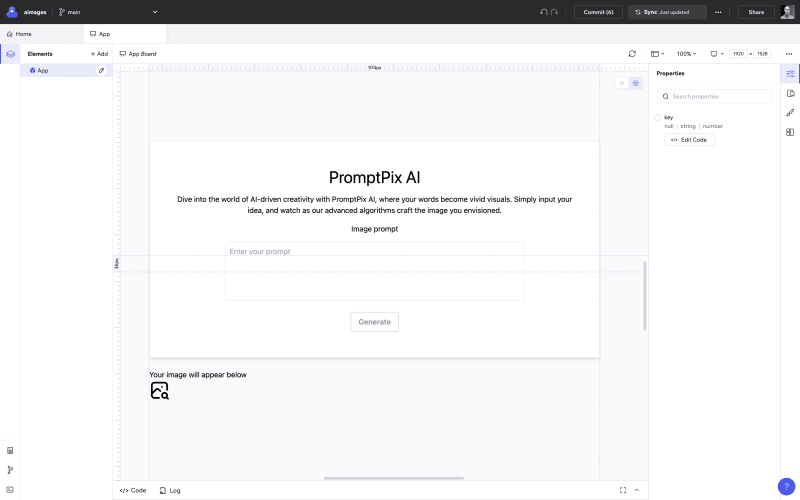 aimages
main
Commit (6)
Sync Just updated
Share
Home
App
Elements
+ Add
App Board
100%
1920 × 1528
App
974px
Properties
Search properties
key
null | string | number
</> Edit Code
PromptPix AI
Dive into the world of AI-driven creativity with PromptPix AI, where your words become vivid visuals. Simply input your
idea, and watch as our advanced algorithms craft the image you envisioned.
Image prompt
Enter your prompt
36px
Generate
Your image will appear below
</> Code
Log
?